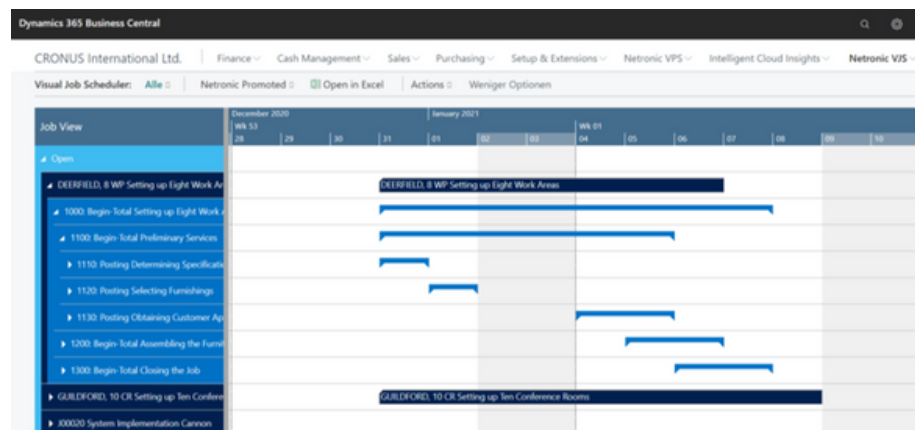 Dynamics 365 Business Central
CRONUS International Ltd. Finance Cash Management Sales Purchasing Setup & Extensions Netronic VPS Intelligent Cloud Insights Netronic VJS
Visual Job Scheduler: Alle Netronic Promoted Open in Excel Actions Weniger Optionen
Job View
December 2020 January 2021
Wk 53 Wk 01
28 29 30 31 01 02 03 04 05 06 07 08 09 10
Open
DEERFIELD, 8 WP Setting up Eight Work Ar DEERFIELD, 8 WP Setting up Eight Work Areas
1000: Begin-Total Setting up Eight Work
1100: Begin-Total Preliminary Services
1110: Posting Determining Specificati
1120: Posting Selecting Furnishings
1130: Posting Obtaining Customer Ap
1200: Begin-Total Assembling the Furnit
1300: Begin-Total Closing the Job
GUILDFORD, 10 CR Setting up Ten Confere GUILDFORD, 10 CR Setting up Ten Conference Rooms
J00020 System Implementation Cannon